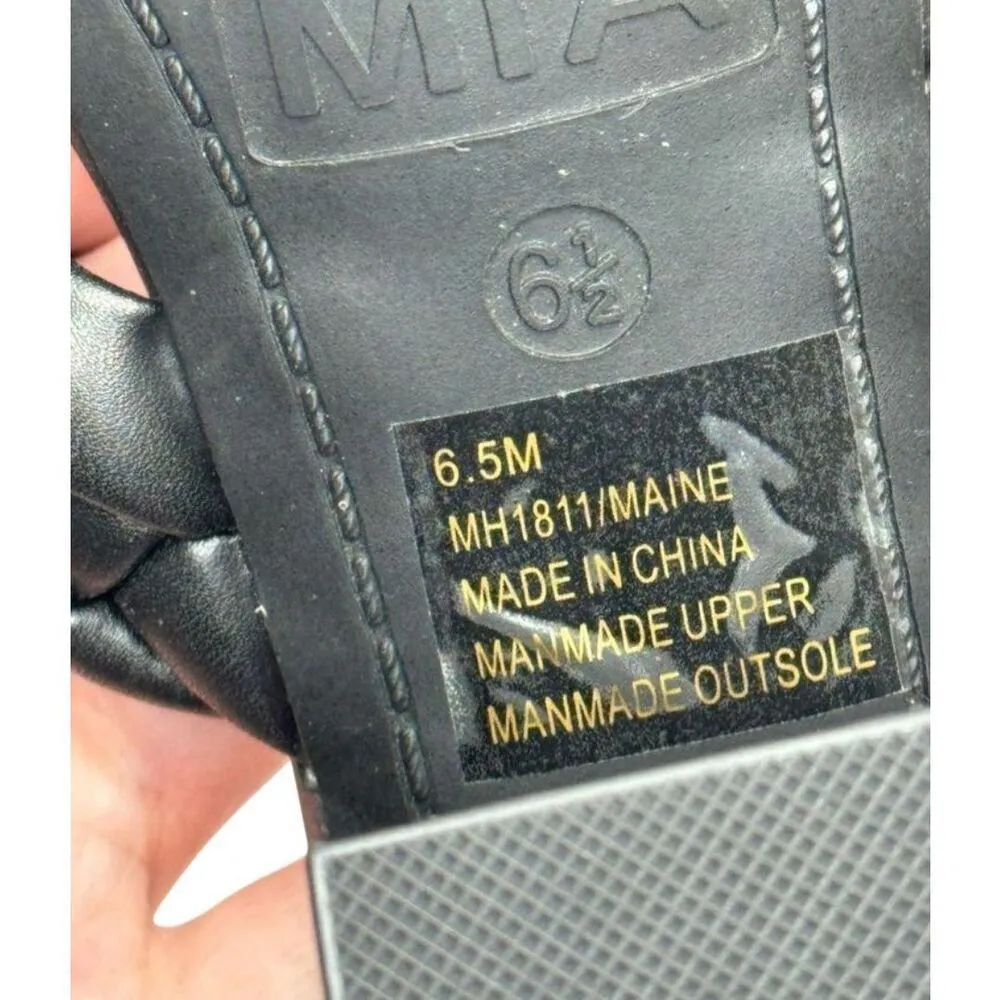 MIA
6½
6.5M
MH1811/MAINE
MADE IN CHINA
MANMADE UPPER
MANMADE OUTSOLE